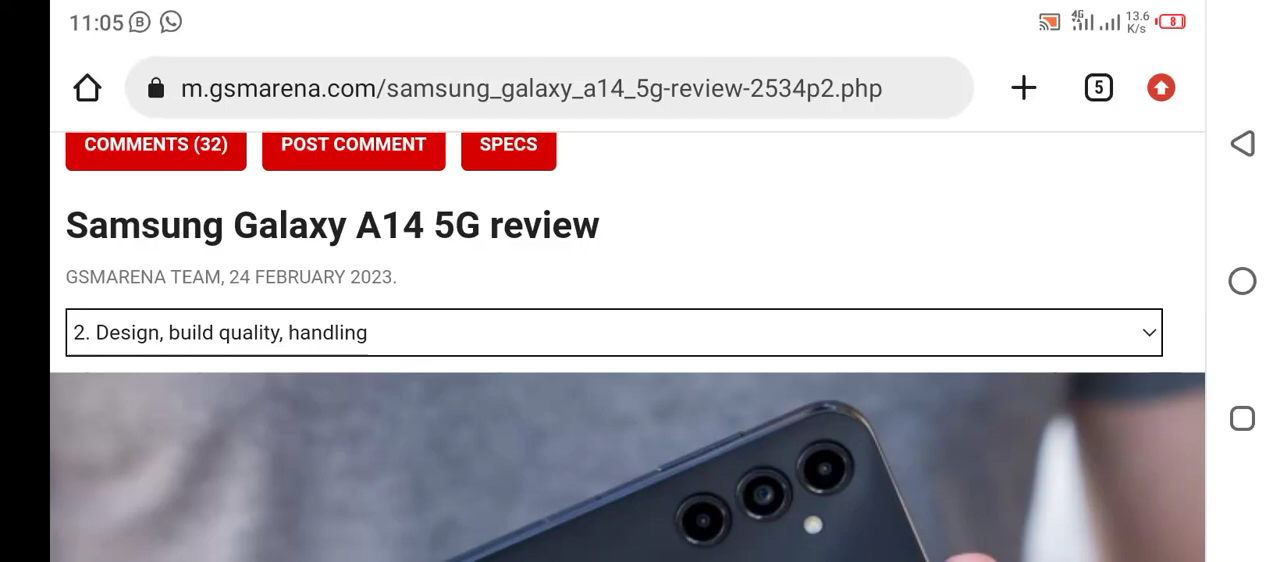 11:05
4G
13.6
K/s
8
m.gsmarena.com/samsung_galaxy_a14_5g-review-2534p2.php
5
COMMENTS (32)
POST COMMENT
SPECS
Samsung Galaxy A14 5G review
GSMARENA TEAM, 24 FEBRUARY 2023.
2. Design, build quality, handling